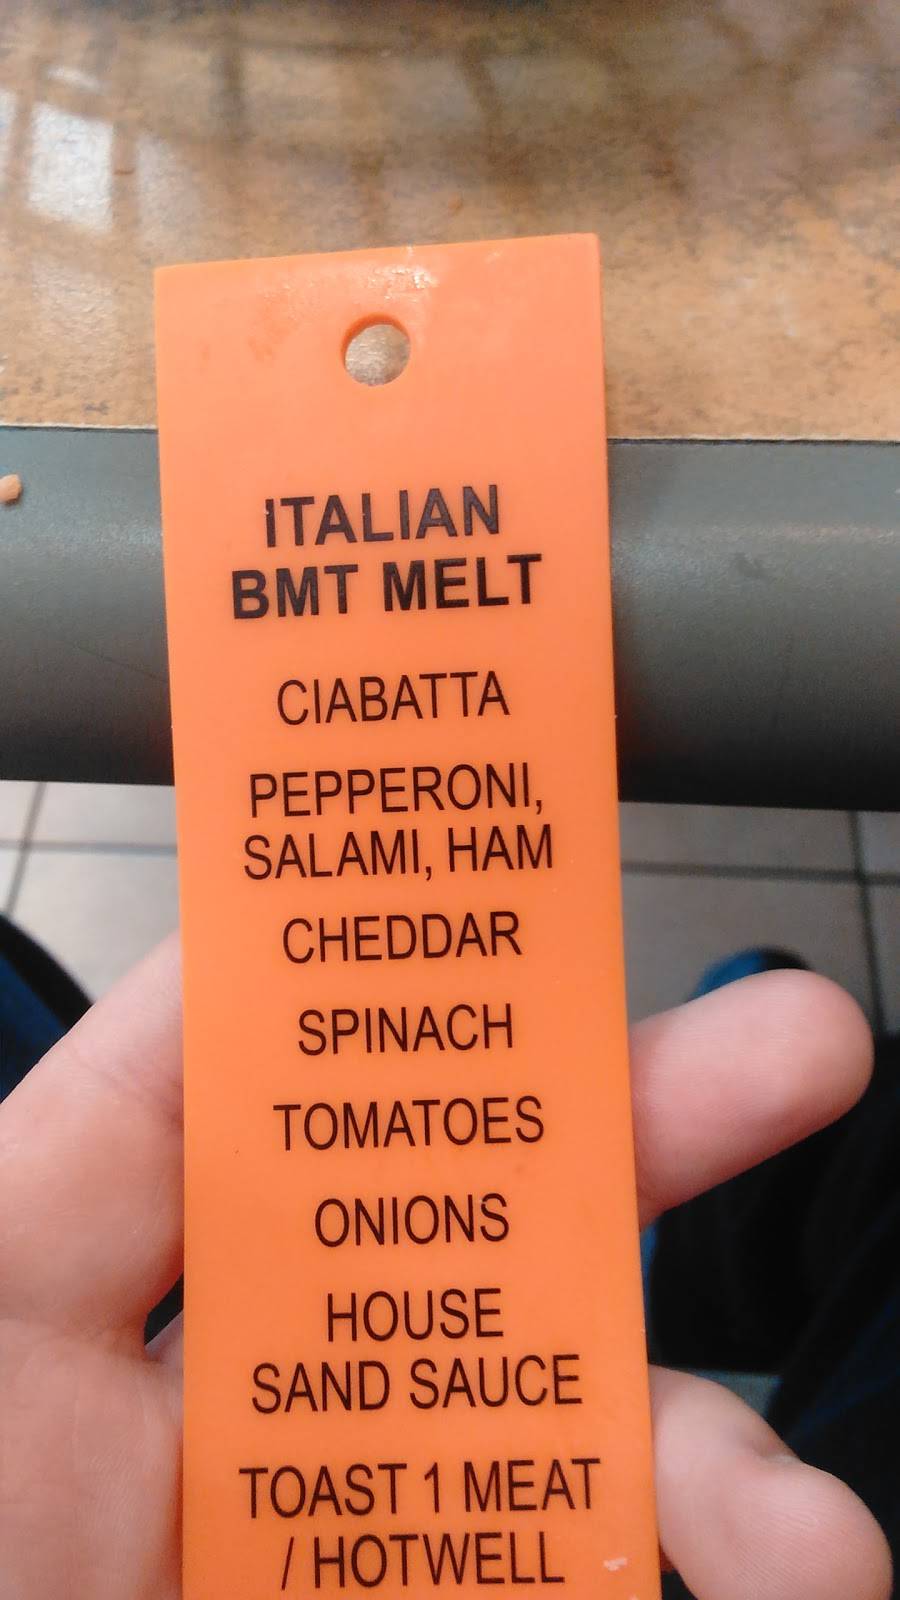 ITALIAN
BMT MELT
CIABATTA
PEPPERONI,
SALAMI, HAM
CHEDDAR
SPINACH
TOMATOES
ONIONS
HOUSE
SAND SAUCE
TOAST 1 MEAT
/ HOTWELL